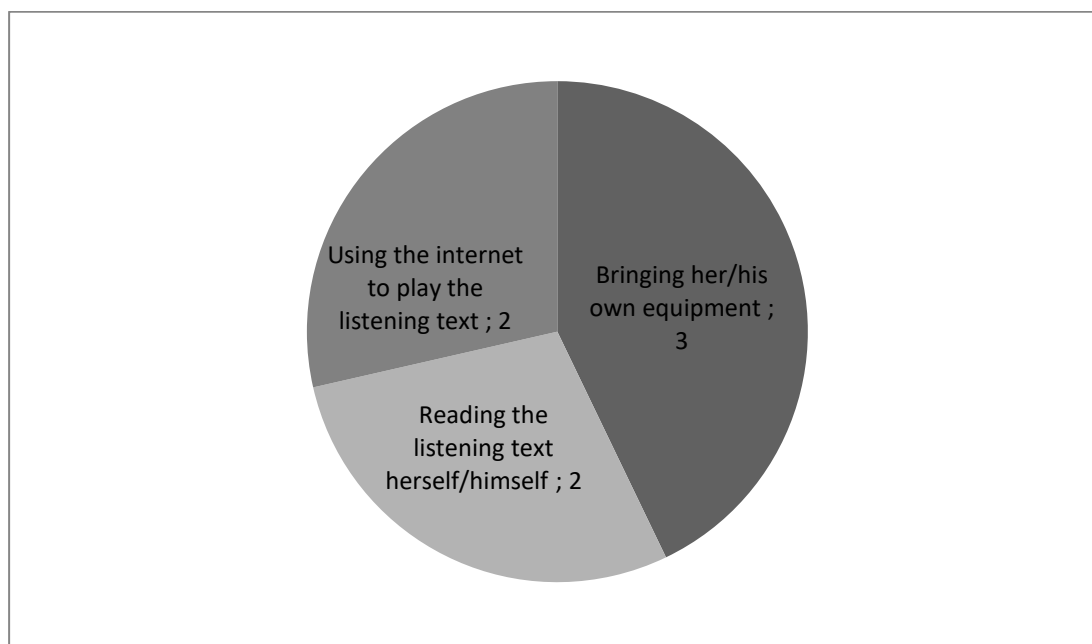 Using the internet
to play the
listening text ; 2
Bringing her/his
own equipment ;
3
Reading the
listening text
herself/himself ; 2